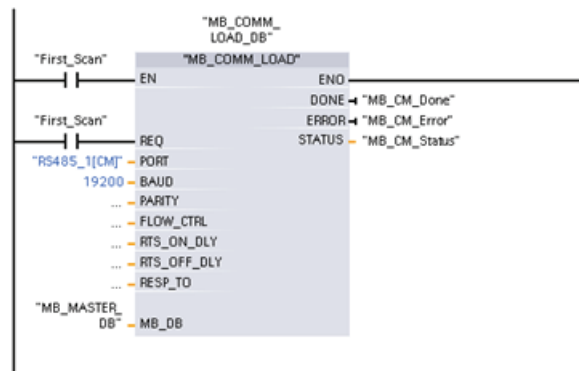 "MB_COMM_
LOAD_DB"
"First_Scan"
"MB_COMM_LOAD"
EN
ENO
DONE
"MB_CM_Done"
"First_Scan"
ERROR
"MB_CM_Error"
REQ
STATUS
"MB_CM_Status"
"RS485_1[CM]"
PORT
19200
BAUD
...
PARITY
...
FLOW_CTRL
...
RTS_ON_DLY
...
RTS_OFF_DLY
...
RESP_TO
"MB_MASTER_
DB"
MB_DB